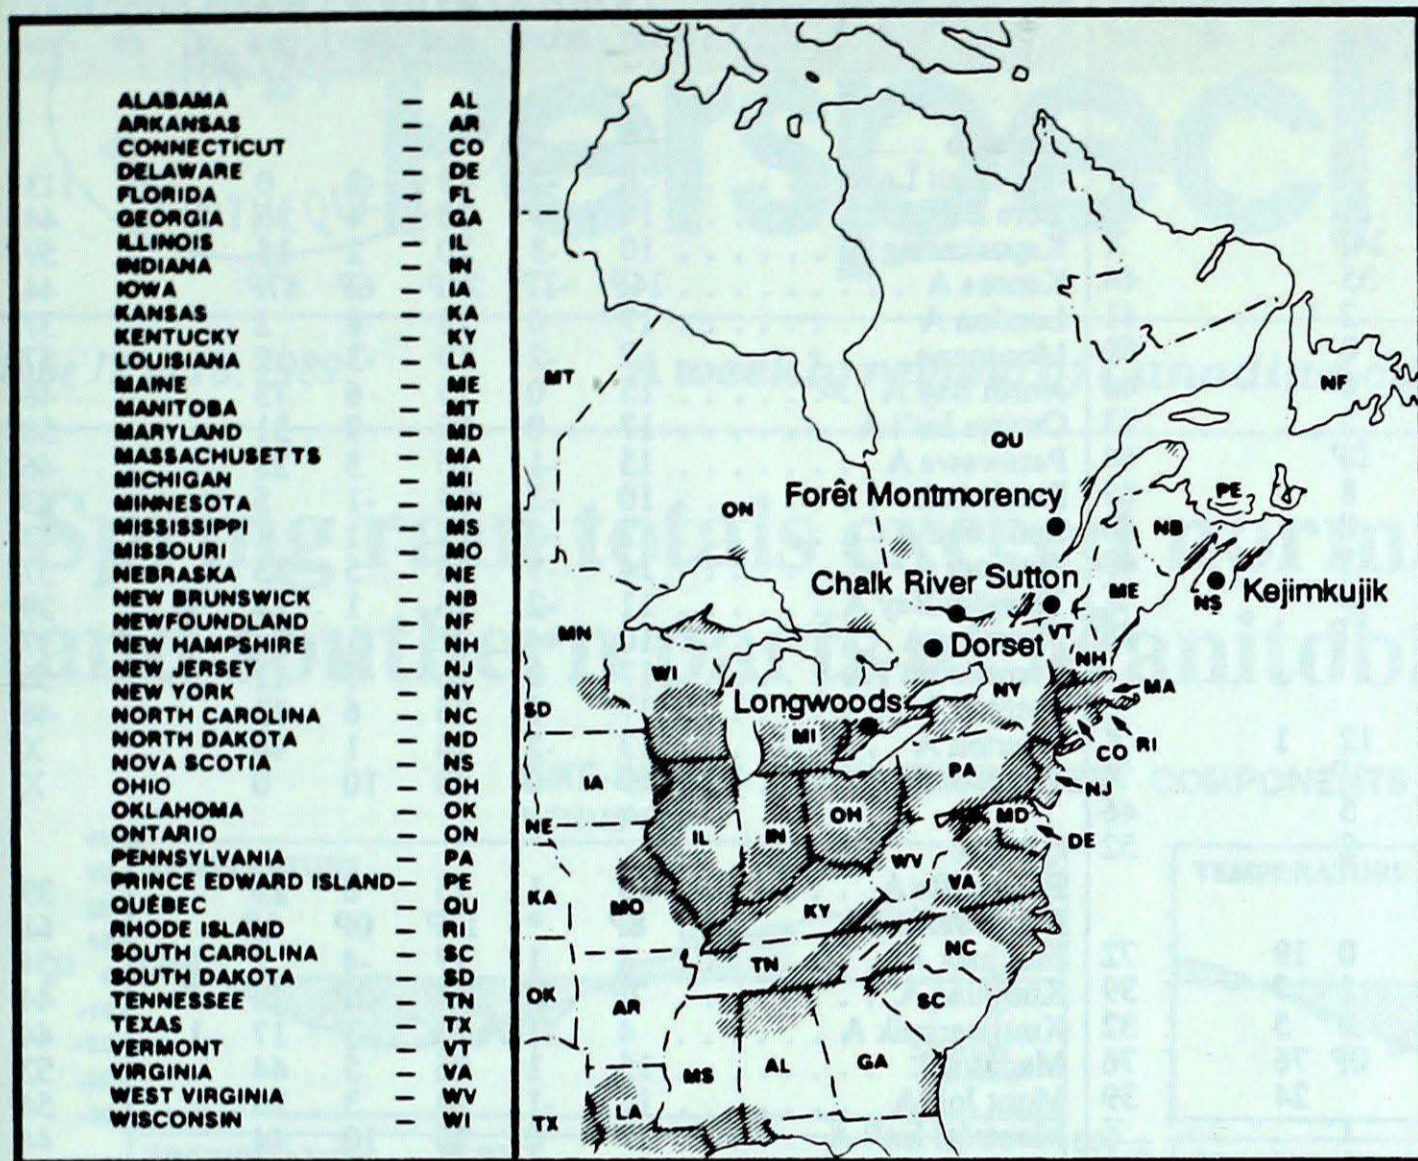 ALABAMA – AL
ARKANSAS – AR
CONNECTICUT – CO
DELAWARE – DE
FLORIDA – FL
GEORGIA – GA
ILLINOIS – IL
INDIANA – IN
IOWA – IA
KANSAS – KA
KENTUCKY – KY
LOUISIANA – LA
MAINE – ME
MANITOBA – MT
MARYLAND – MD
MASSACHUSETTS – MA
MICHIGAN – MI
MINNESOTA – MN
MISSISSIPPI – MS
MISSOURI – MO
NEBRASKA – NE
NEW BRUNSWICK – NB
NEWFOUNDLAND – NF
NEW HAMPSHIRE – NH
NEW JERSEY – NJ
NEW YORK – NY
NORTH CAROLINA – NC
NORTH DAKOTA – ND
NOVA SCOTIA – NS
OHIO – OH
OKLAHOMA – OK
ONTARIO – ON
PENNSYLVANIA – PA
PRINCE EDWARD ISLAND – PE
QUÉBEC – QU
RHODE ISLAND – RI
SOUTH CAROLINA – SC
SOUTH DAKOTA – SD
TENNESSEE – TN
TEXAS – TX
VERMONT – VT
VIRGINIA – VA
WEST VIRGINIA – WV
WISCONSIN – WI
MT
NF
QU
Forêt Montmorency
PE
ON
NB
Chalk River
Sutton
ME
NS
Kejimkujik
MN
Dorset
VT
NH
WI
NY
MA
SD
Longwoods
MI
CO
RI
IA
PA
NJ
NE
IL
IN
OH
MD
DE
KA
MO
WV
VA
KY
NC
TN
OK
AR
SC
MS
AL
GA
LA
TX